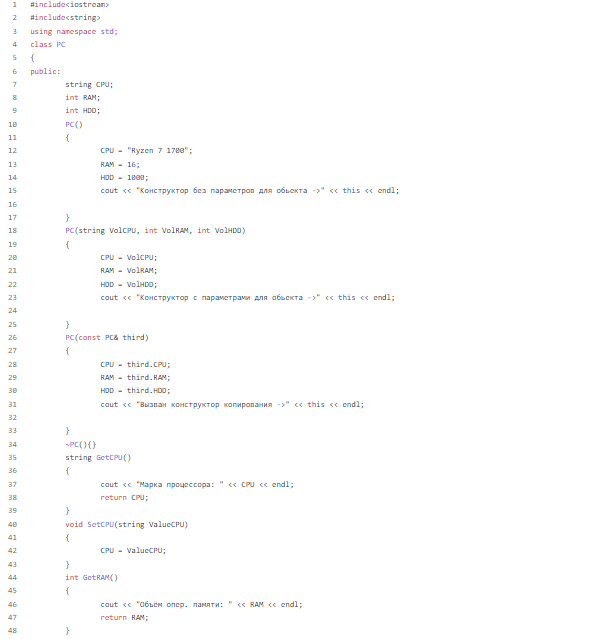 1 #include<iostream>
2 #include<string>
3 using namespace std;
4 class PC
5 {
6 public:
7 string CPU;
8 int RAM;
9 int HDD;
10 PC()
11 {
12 CPU = "Ryzen 7 1700";
13 RAM = 16;
14 HDD = 1000;
15 cout << "Конструктор без параметров для обьекта ->" << this << endl;
16
17 }
18 PC(string VolCPU, int VolRAM, int VolHDD)
19 {
20 CPU = VolCPU;
21 RAM = VolRAM;
22 HDD = VolHDD;
23 cout << "Конструктор с параметрами для обьекта ->" << this << endl;
24
25 }
26 PC(const PC& third)
27 {
28 CPU = third.CPU;
29 RAM = third.RAM;
30 HDD = third.HDD;
31 cout << "Вызван конструктор копирования ->" << this << endl;
32
33 }
34 ~PC(){}
35 string GetCPU()
36 {
37 cout << "Марка процессора: " << CPU << endl;
38 return CPU;
39 }
40 void SetCPU(string ValueCPU)
41 {
42 CPU = ValueCPU;
43 }
44 int GetRAM()
45 {
46 cout << "Объём опер. памяти: " << RAM << endl;
47 return RAM;
48 }